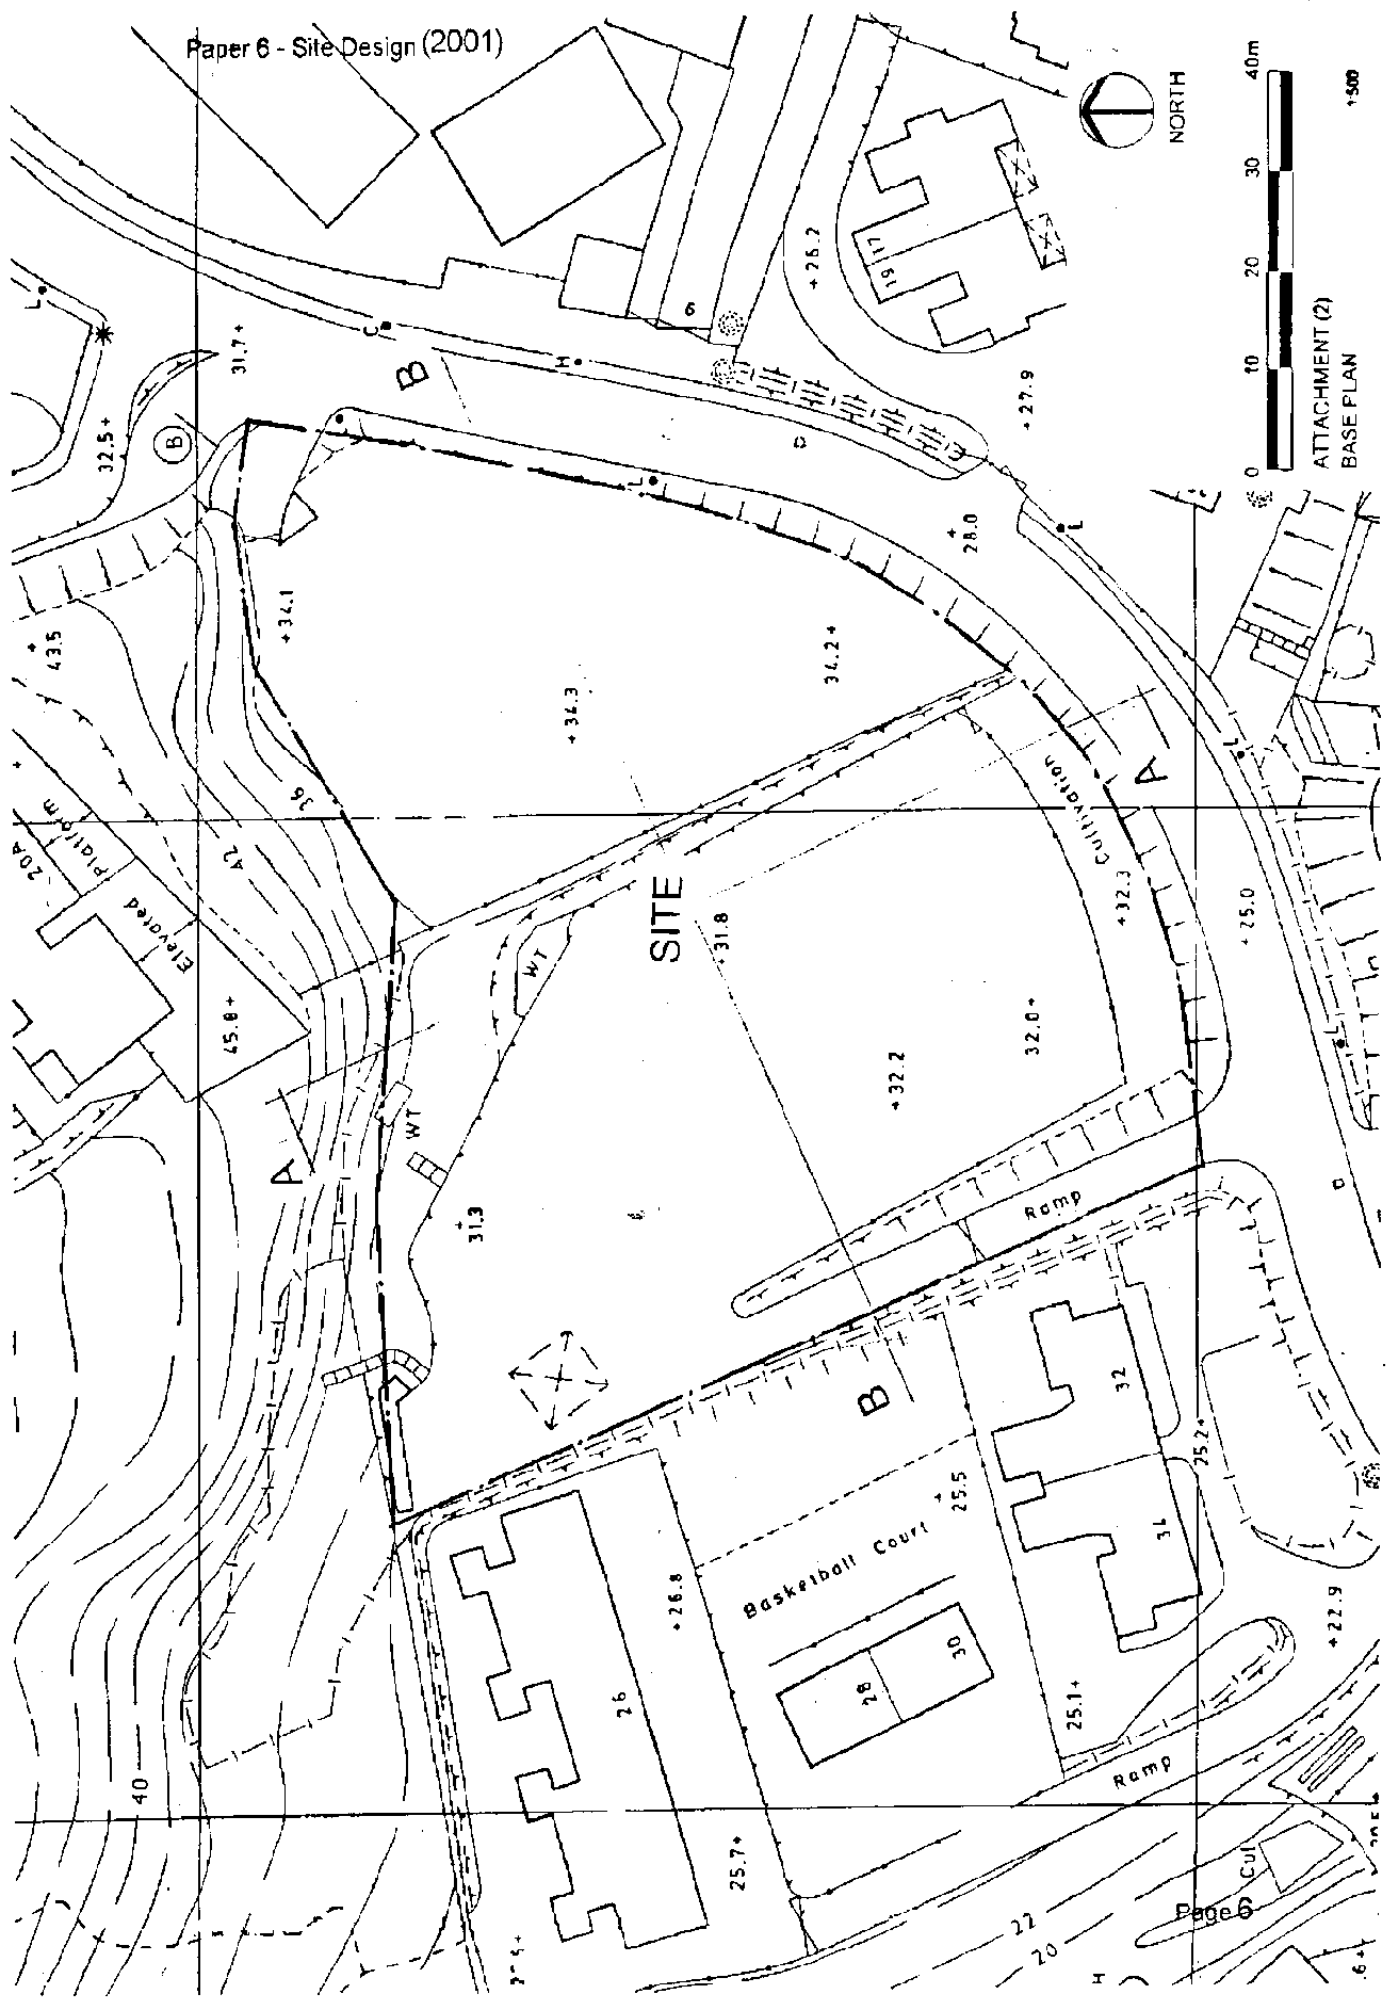 Paper 6 - Site Design (2001)
NORTH
0 10 20 30 40m
1:500
ATTACHMENT (2)
BASE PLAN
L
32.5+
B
31.7+
C
B
H
6
+26.2
17
19
+27.9
43.5
+34.1
L
28.0
L
+34.3
34.2+
Platform
Elevated
20A
42
36
45.8+
SITE
WT
+31.8
Cultivation
+32.3
A
L
+25.0
L
A
WT
31.3
+32.2
32.0+
Ramp
B
32
34
25.2+
25.5
Basketball Court
+26.8
26
28
30
25.1+
Ramp
+22.9
40
25.7+
22
20
Cul
H
Page 6